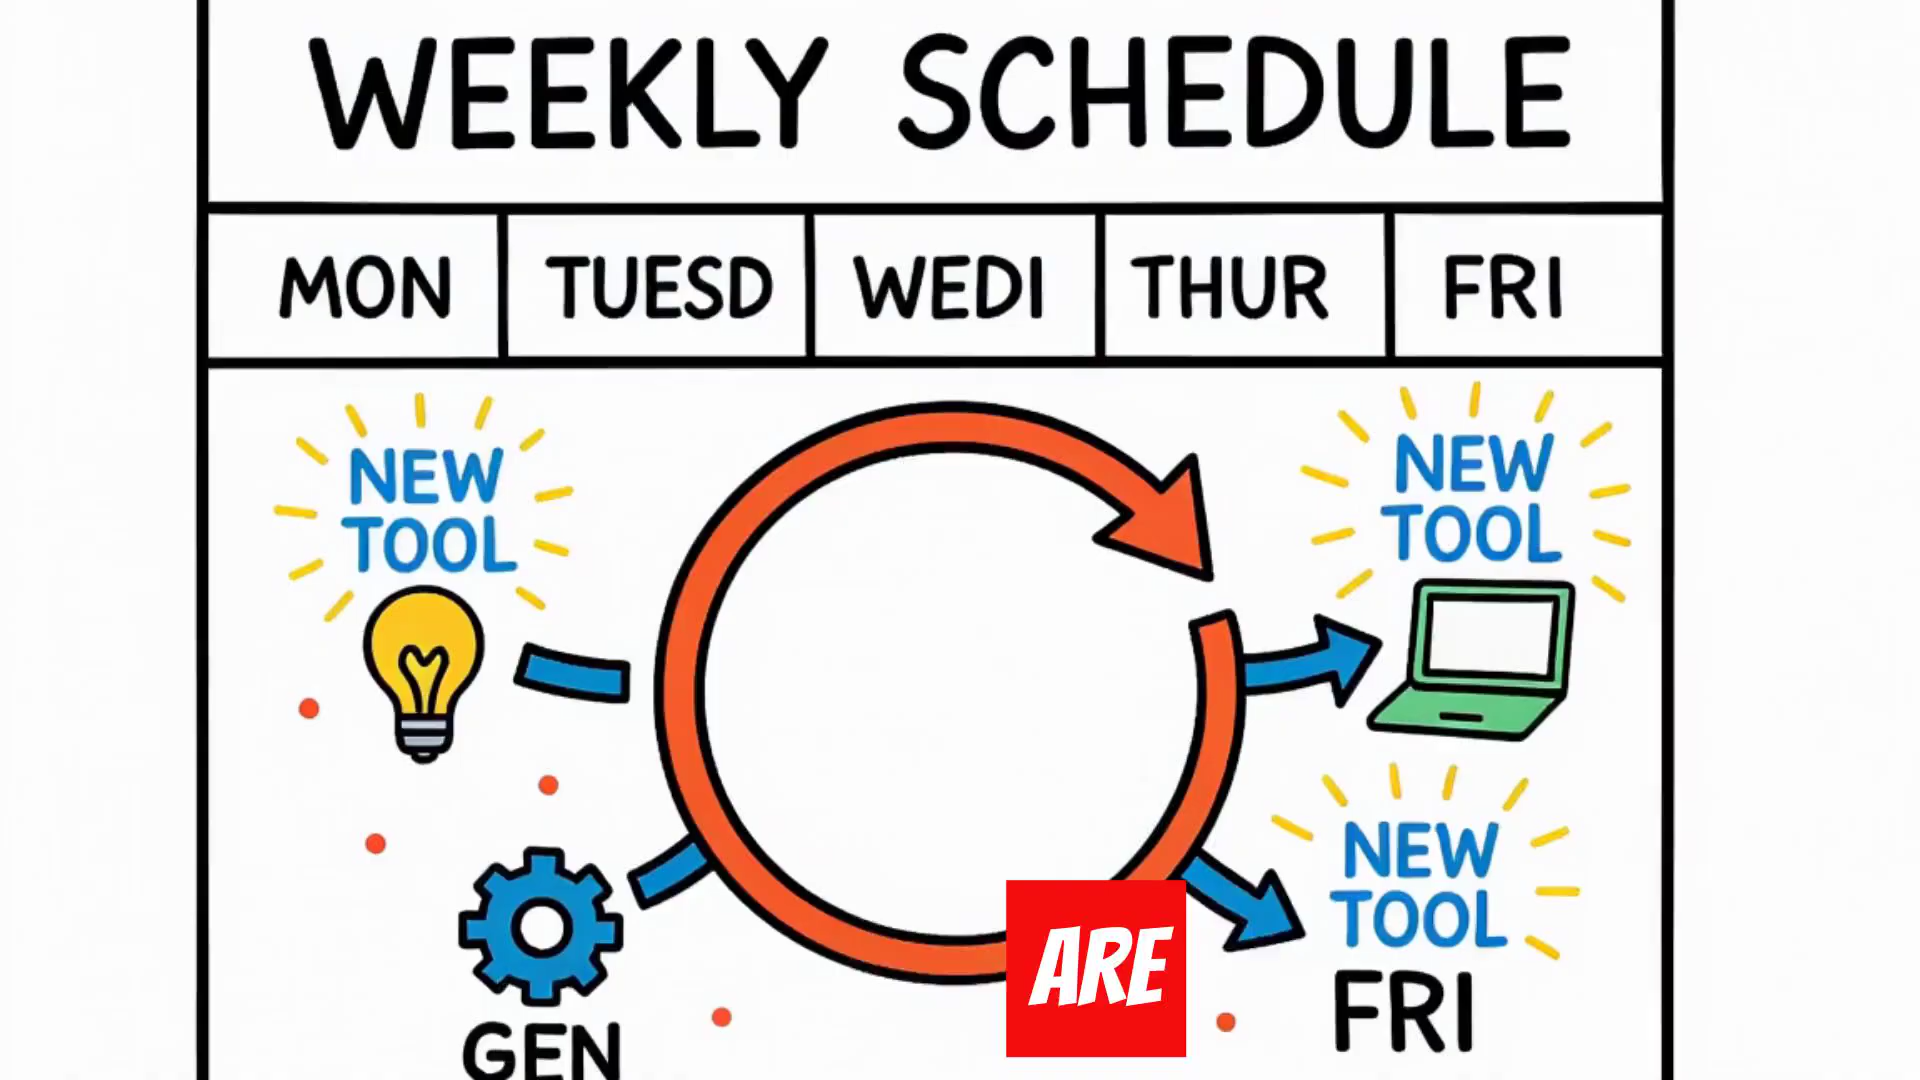 WEEKLY SCHEDULE
MON TUESD WEDI THUR FRI
NEW
TOOL
NEW
TOOL
NEW
TOOL
FRI
GEN
ARE